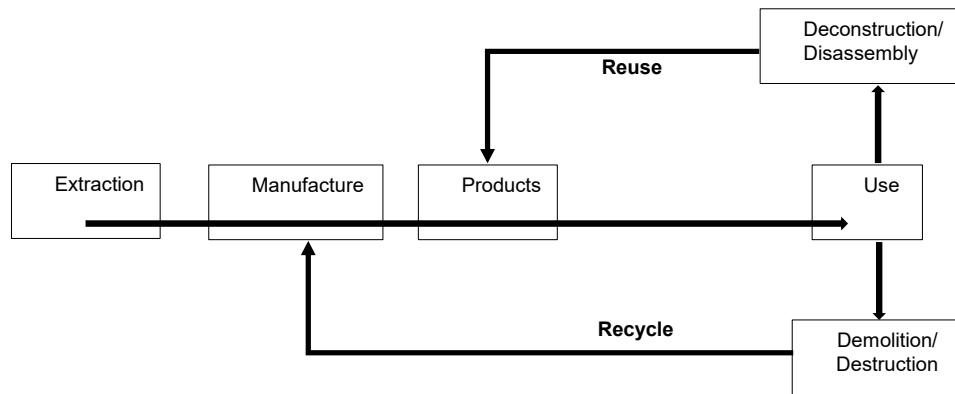 Deconstruction/
Disassembly
Reuse
Extraction
Manufacture
Products
Use
Recycle
Demolition/
Destruction